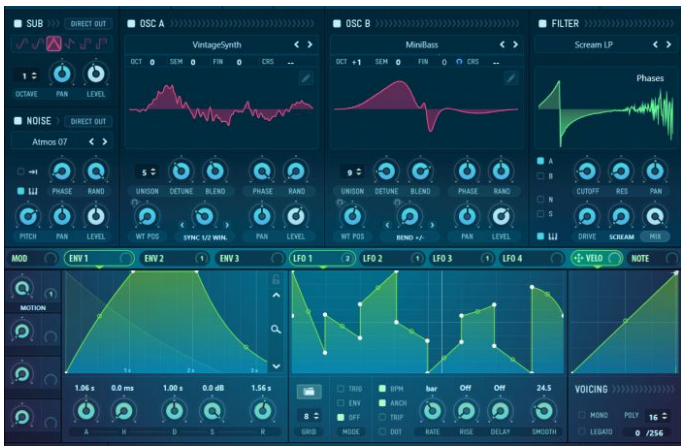 SUB DIRECT OUT
OSC A
OSC B
FILTER
VintageSynth
MiniBass
Scream LP
OCT 0 SEM 0 FIN 0 CRS --
OCT +1 SEM 0 FIN 0 CRS --
Phases
1
OCTAVE PAN LEVEL
NOISE DIRECT OUT
Atmos 07
A
B
5
9
PHASE RAND
UNISON DETUNE BLEND PHASE RAND
UNISON DETUNE BLEND PHASE RAND
CUTOFF RES PAN
N
S
PITCH PAN LEVEL
WT POS SYNC 1/2 WIN. PAN LEVEL
WT POS BEND +/- PAN LEVEL
DRIVE SCREAM MIX
MOD ENV 1 ENV 2 1 ENV 3 LFO 1 2 LFO 2 1 LFO 3 1 LFO 4 VELO NOTE
1
MOTION
1 s 2 s
1.06 s 0.0 ms 1.00 s 0.0 dB 1.56 s
A H D S R
8
GRID
TRIG
ENV
OFF
MODE
BPM
ANCH
TRIP
DOT
bar Off Off 24.5
RATE RISE DELAY SMOOTH
VOICING
MONO POLY 16
LEGATO 0 /256